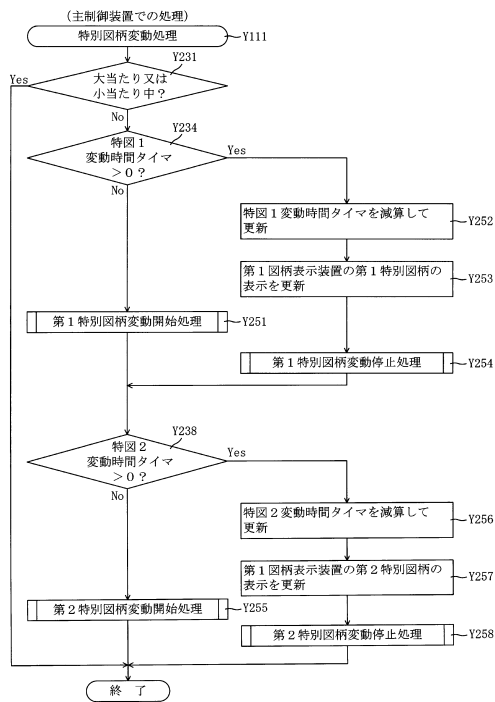 (主制御装置での処理)
特別図柄変動処理
Y111
Y231
Yes
大当たり又は
小当たり中?
No
Y234
特図1
変動時間タイマ
>0?
Yes
No
特図1変動時間タイマを減算して
更新
Y252
第1図柄表示装置の第1特別図柄の
表示を更新
Y253
第1特別図柄変動開始処理
Y251
第1特別図柄変動停止処理
Y254
Y238
特図2
変動時間タイマ
>0?
Yes
No
特図2変動時間タイマを減算して
更新
Y256
第1図柄表示装置の第2特別図柄の
表示を更新
Y257
第2特別図柄変動開始処理
Y255
第2特別図柄変動停止処理
Y258
終 了